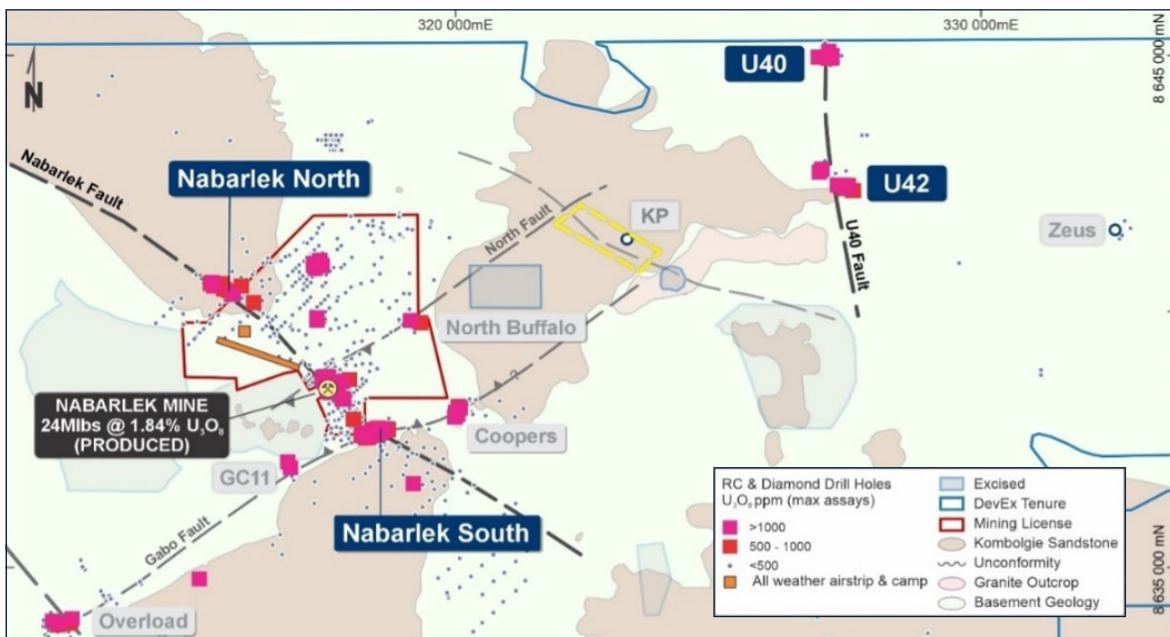 320 000mE
330 000mE
8 645 000 mN
N
U40
Nabarlek Fault
Nabarlek North
U42
KP
North Fault
Zeus
U40 Fault
North Buffalo
NABARLEK MINE
24Mlbs @ 1.84% U₃O₈
(PRODUCED)
?
Coopers
GC11
Nabarlek South
Gabo Fault
Overload
RC & Diamond Drill Holes
U₃O₈ ppm (max assays)
>1000
500 - 1000
<500
All weather airstrip & camp
Excised
DevEx Tenure
Mining License
Kombolgie Sandstone
Unconformity
Granite Outcrop
Basement Geology
8 635 000 mN